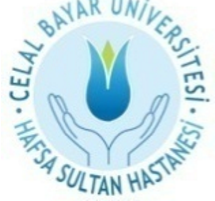 CELAL BAYAR ÜNİVERSİTESİ
HAFSA SULTAN HASTANESİ